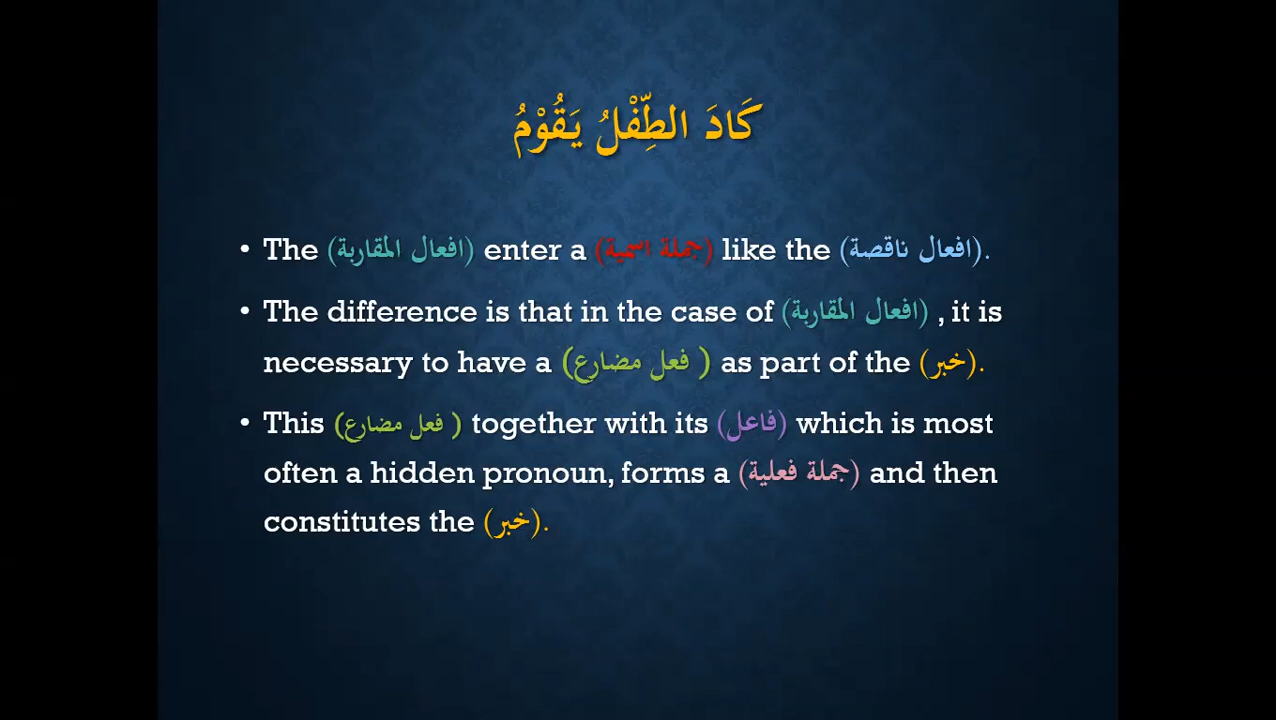 كَادَ الطِّفْلُ يَقُوْمُ
• The (افعال المقاربة) enter a (جملة اسمية) like the (افعال ناقصة).
• The difference is that in the case of (افعال المقاربة) , it is
necessary to have a (فعل مضارع ) as part of the (خبر).
• This (فعل مضارع ) together with its (فاعل) which is most
often a hidden pronoun, forms a (جملة فعلية) and then
constitutes the (خبر).